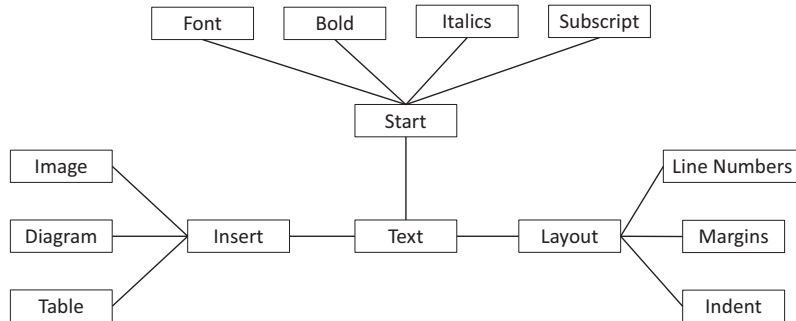 Font
Bold
Italics
Subscript
Start
Image
Line Numbers
Diagram
Insert
Text
Layout
Margins
Table
Indent